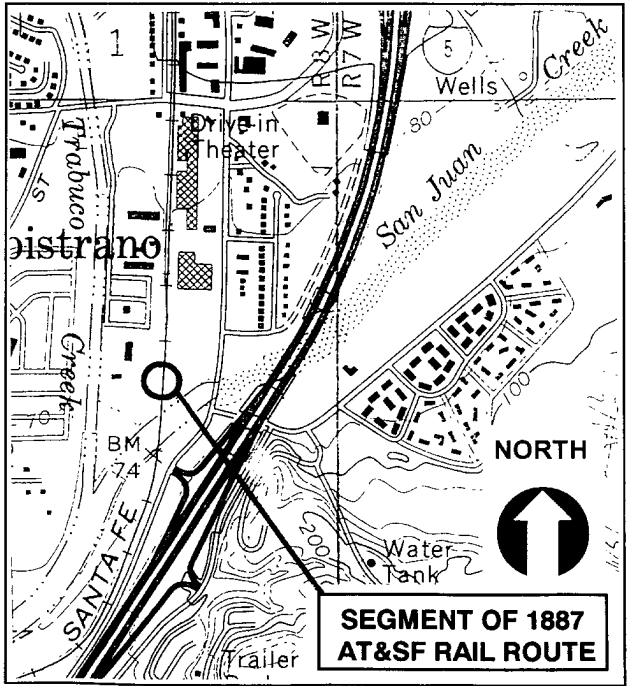 1
R 8 W
R 7 W
5
Wells
Creek
80
Drive-in
Theater
Trabuco
ST
San Juan
pistrano
Creek
70
100
BM
74
NORTH
SANTA FE
200
Water
Tank
SEGMENT OF 1887
AT&SF RAIL ROUTE
Trailer